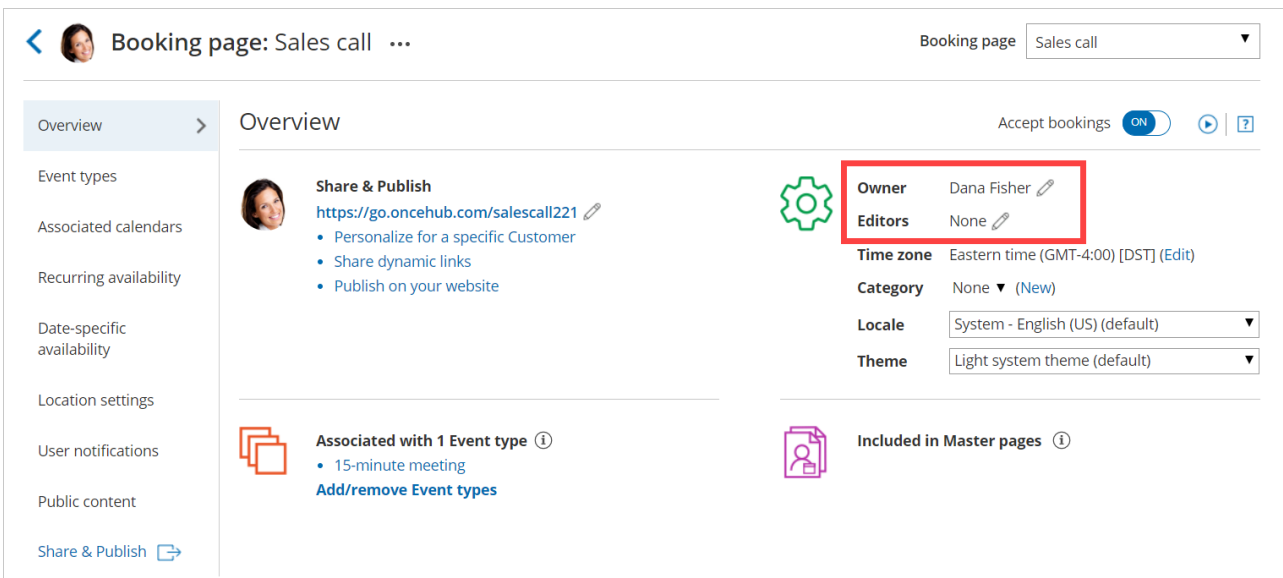 Booking page: Sales call ...
Booking page Sales call
Overview
Event types
Associated calendars
Recurring availability
Date-specific
availability
Location settings
User notifications
Public content
Share & Publish
Overview
Accept bookings ON
?
Share & Publish
https://go.oncehub.com/salescall221
• Personalize for a specific Customer
• Share dynamic links
• Publish on your website
Owner Dana Fisher
Editors None
Time zone Eastern time (GMT-4:00) [DST] (Edit)
Category None (New)
Locale System - English (US) (default)
Theme Light system theme (default)
Associated with 1 Event type i
• 15-minute meeting
Add/remove Event types
Included in Master pages i